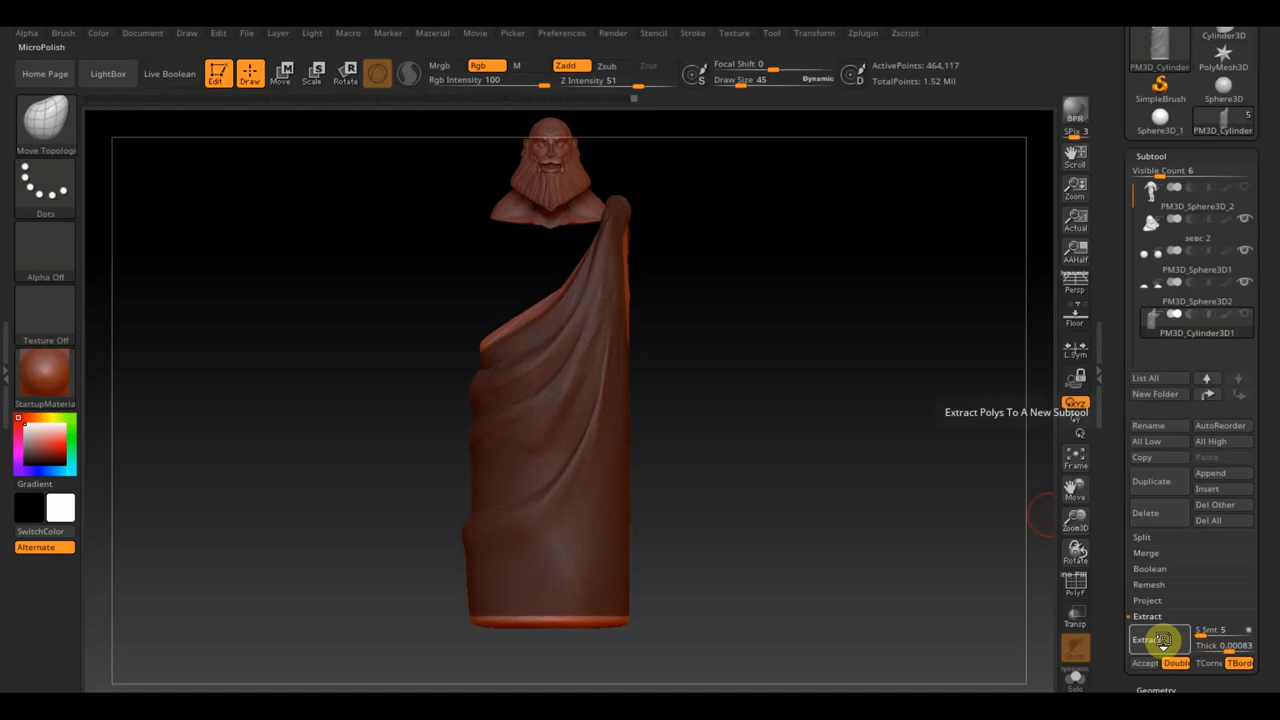 Alpha Brush Color Document Draw Edit File Layer Light Macro Marker Material Movie Picker Preferences Render Stencil Stroke Texture Tool Transform Zplugin Zscript
MicroPolish
Home Page
LightBox
Live Boolean
Edit
Draw
Move
Scale
Rotate
Mrgb
Rgb
M
Rgb Intensity 100
Zadd
Zsub
Zcut
Z Intensity 51
S
Focal Shift 0
Draw Size 45
Dynamic
D
ActivePoints: 464,117
TotalPoints: 1.52 Mil
Move Topologi
Dots
Alpha Off
Texture Off
StartupMateria
Gradient
SwitchColor
Alternate
Extract Polys To A New Subtool
BPR
SPix 3
Scroll
Zoom
Actual
AAHalf
Persp
Floor
L.Sym
XYZ
Frame
Move
Zoom3D
Rotate
PolyF
Transp
Solo
Cylinder3D
PM3D_Cylinder
PolyMesh3D
SimpleBrush
Sphere3D
Sphere3D_1
5
PM3D_Cylinder
Subtool
Visible Count 6
PM3D_Sphere3D_2
зевс 2
PM3D_Sphere3D1
PM3D_Sphere3D2
PM3D_Cylinder3D1
List All
New Folder
Rename
AutoReorder
All Low
All High
Copy
Paste
Duplicate
Append
Insert
Delete
Del Other
Del All
Split
Merge
Boolean
Remesh
Project
Extract
S Smt 5
Thick 0.00083
Accept
Double
TCorne
TBorde